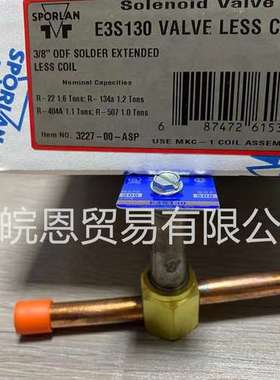 SPORLAN
Solenoid Valve
E3S130 VALVE LESS C
3/8" ODF SOLDER EXTENDED
LESS COIL
Nominal Capacities
R-22 1.6 Tons; R-134a 1.2 Tons
R-404A 1.1 Tons; R-507 1.0 Tons
Item NO. 3227-00-ASP
6 87472 6153
USE MKC-1 COIL ASSEM
皖恩贸易有限公
SPORLAN